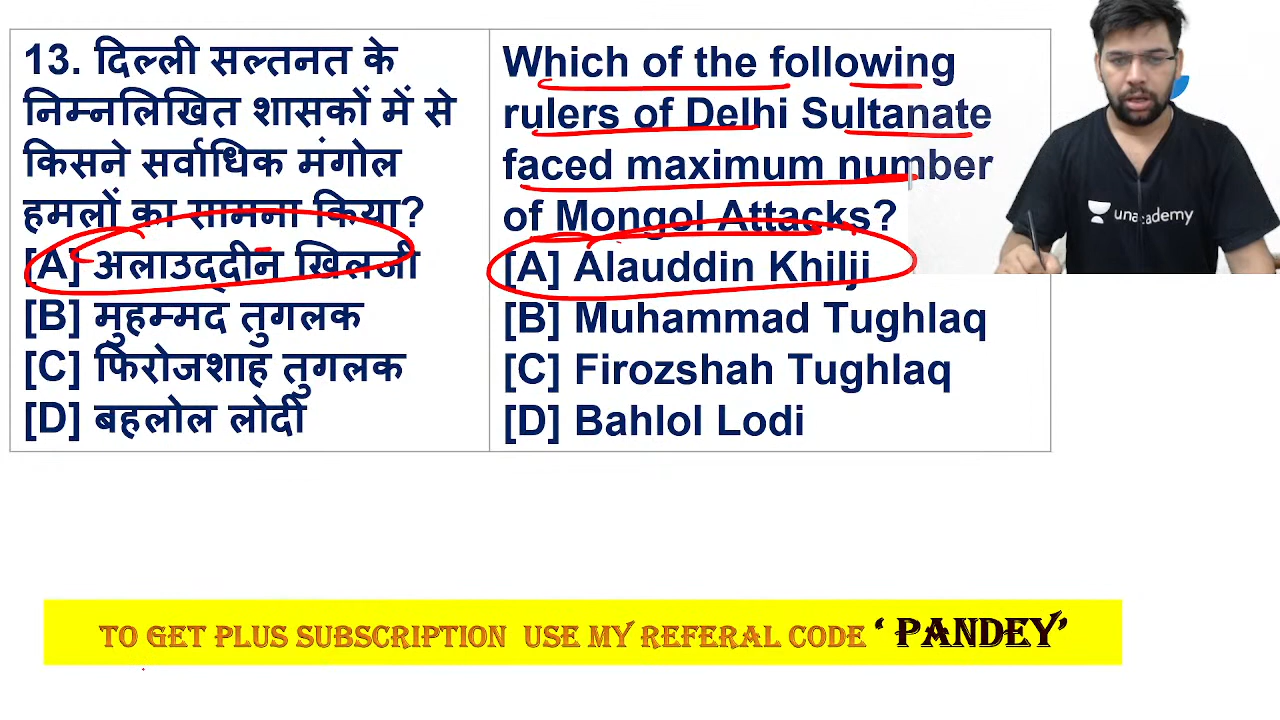 13. दिल्ली सल्तनत के
निम्नलिखित शासकों में से
किसने सर्वाधिक मंगोल
हमलों का सामना किया?
[A] अलाउद्दीन खिलजी
[B] मुहम्मद तुगलक
[C] फिरोजशाह तुगलक
[D] बहलोल लोदी
Which of the following
rulers of Delhi Sultanate
faced maximum number
of Mongol Attacks?
[A] Alauddin Khilji
[B] Muhammad Tughlaq
[C] Firozshah Tughlaq
[D] Bahlol Lodi
unacademy
TO GET PLUS SUBSCRIPTION USE MY REFERAL CODE ‘ PANDEY’